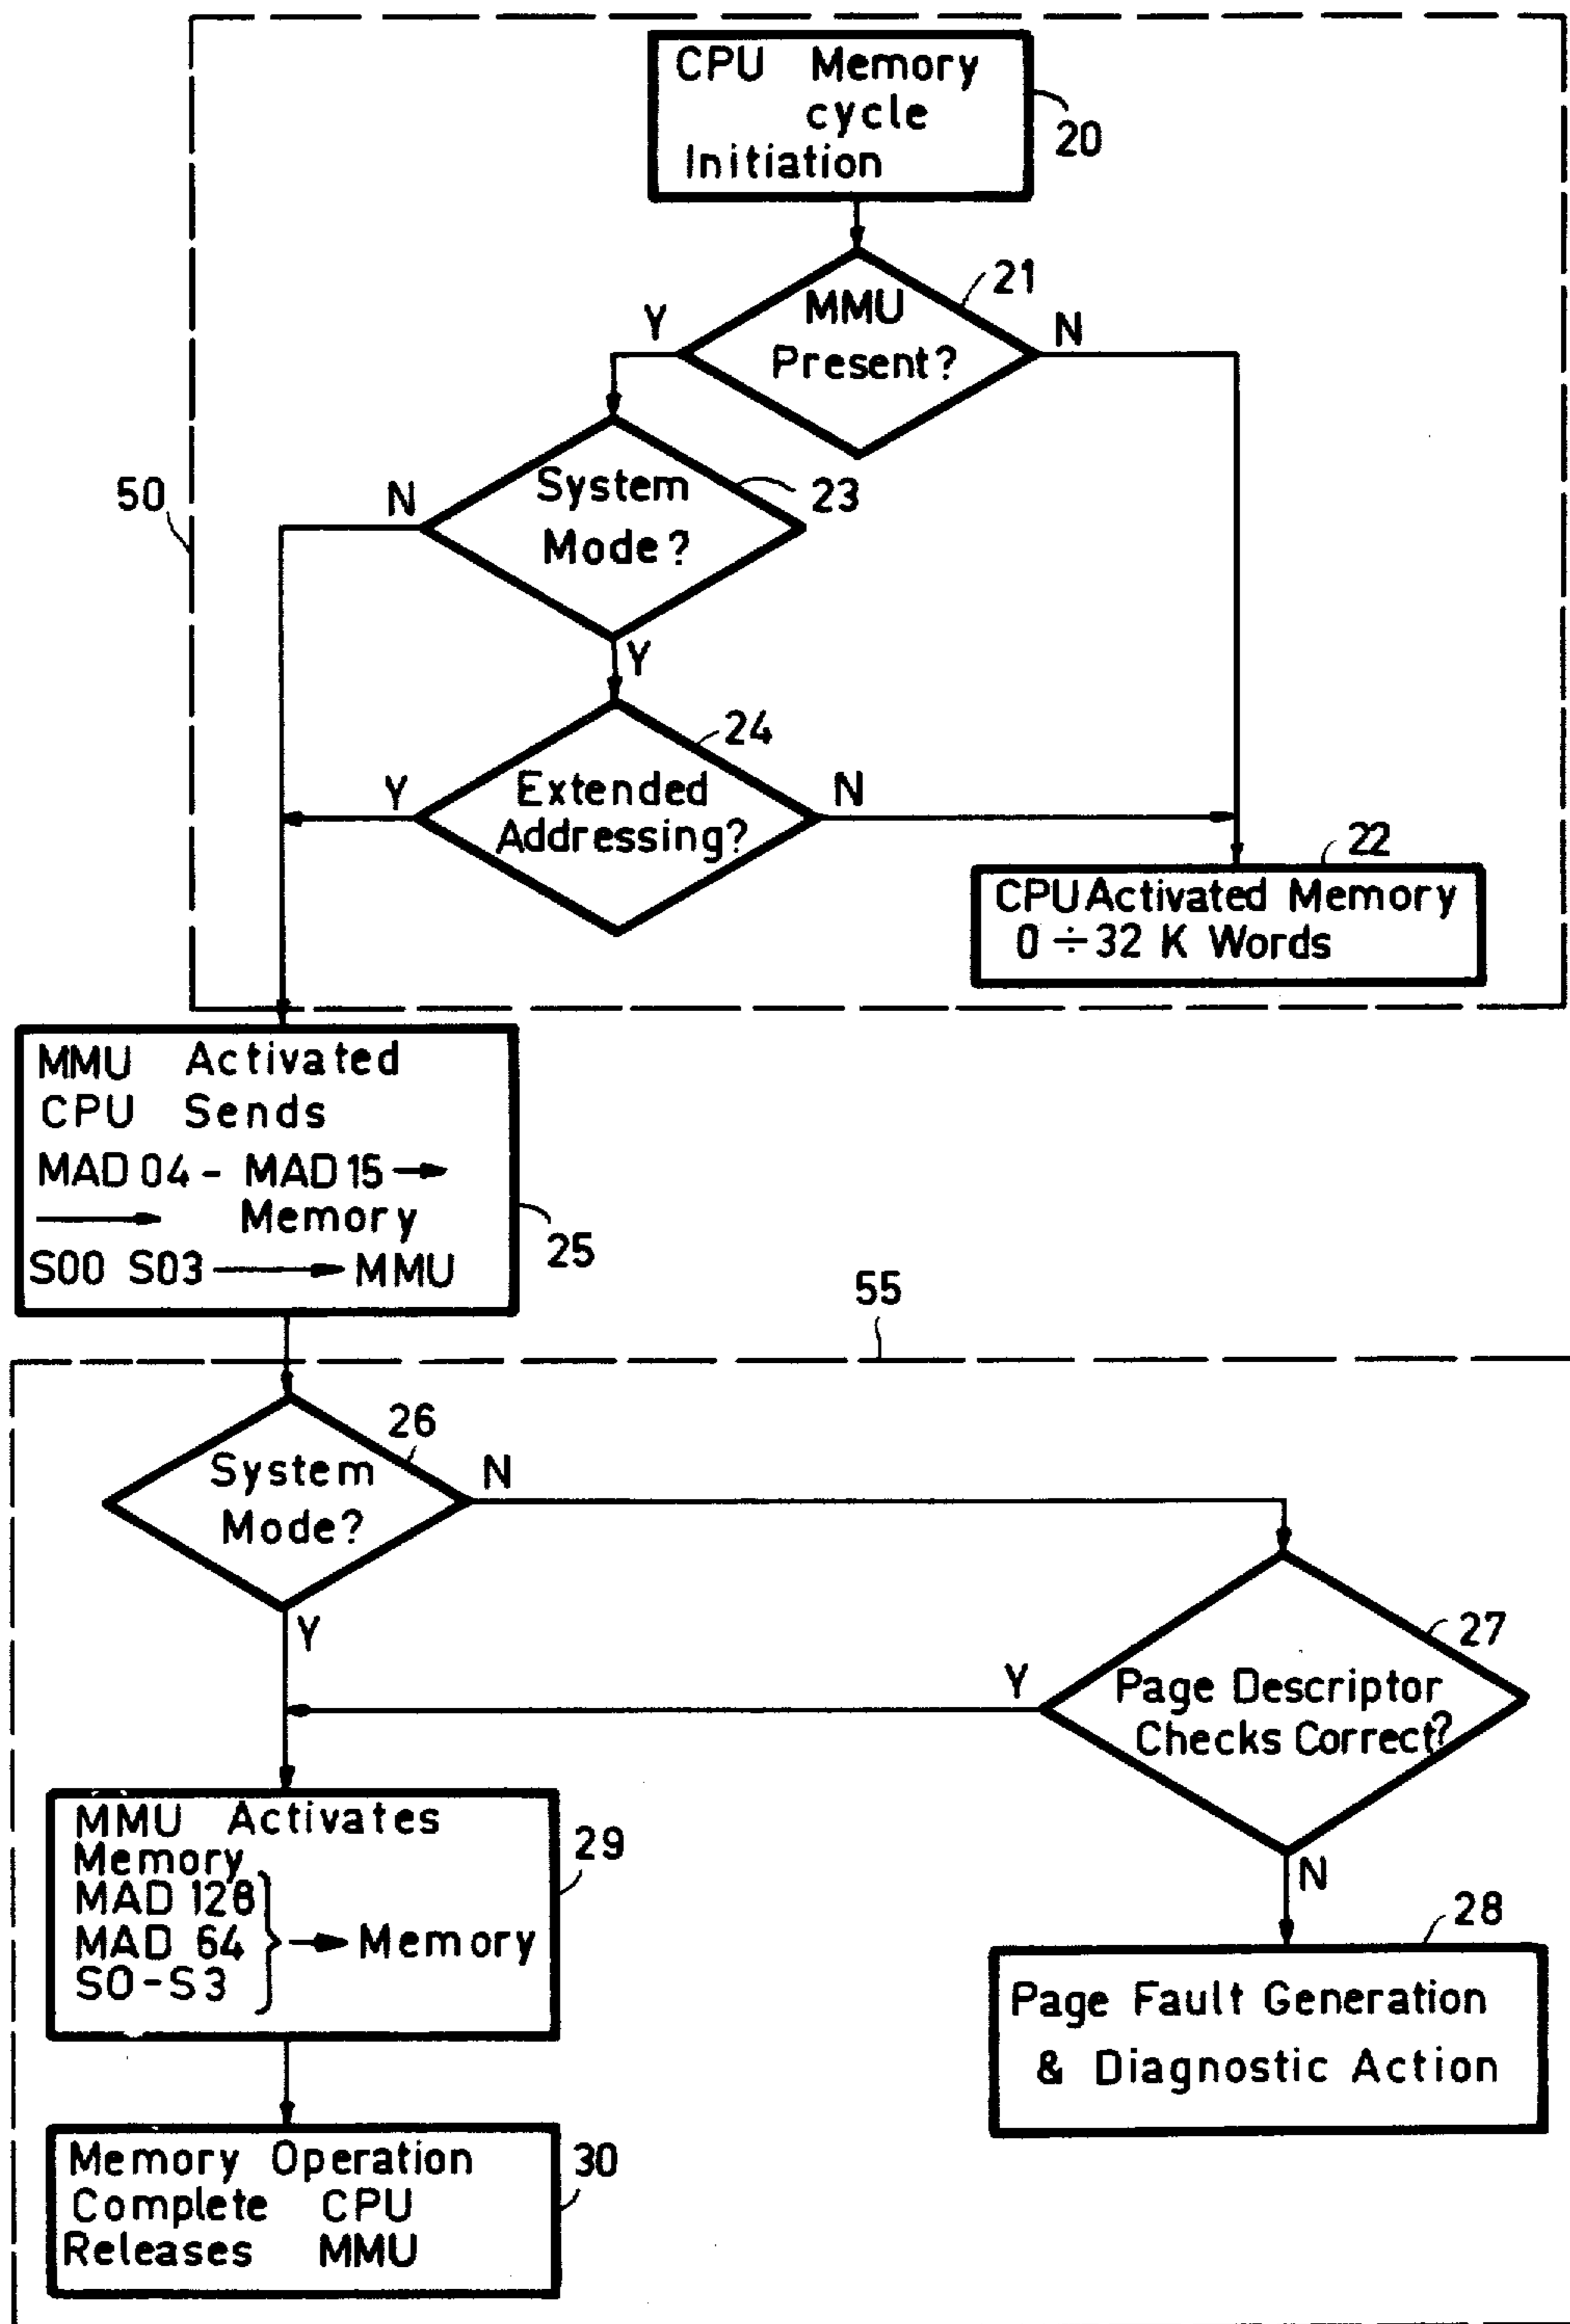 CPU Memory
cycle
Initiation
20
21
MMU
Present?
Y
N
50
N
System
Mode?
23
Y
24
Y
Extended
Addressing?
N
22
CPU Activated Memory
0 ÷ 32 K Words
MMU Activated
CPU Sends
MAD 04 - MAD 15 →
→ Memory
S00 S03 → MMU
25
55
26
System
Mode?
N
Y
27
Y
Page Descriptor
Checks Correct?
N
MMU Activates
Memory
MAD 128
MAD 64 } → Memory
S0-S3
29
28
Page Fault Generation
& Diagnostic Action
Memory Operation
Complete CPU
Releases MMU
30